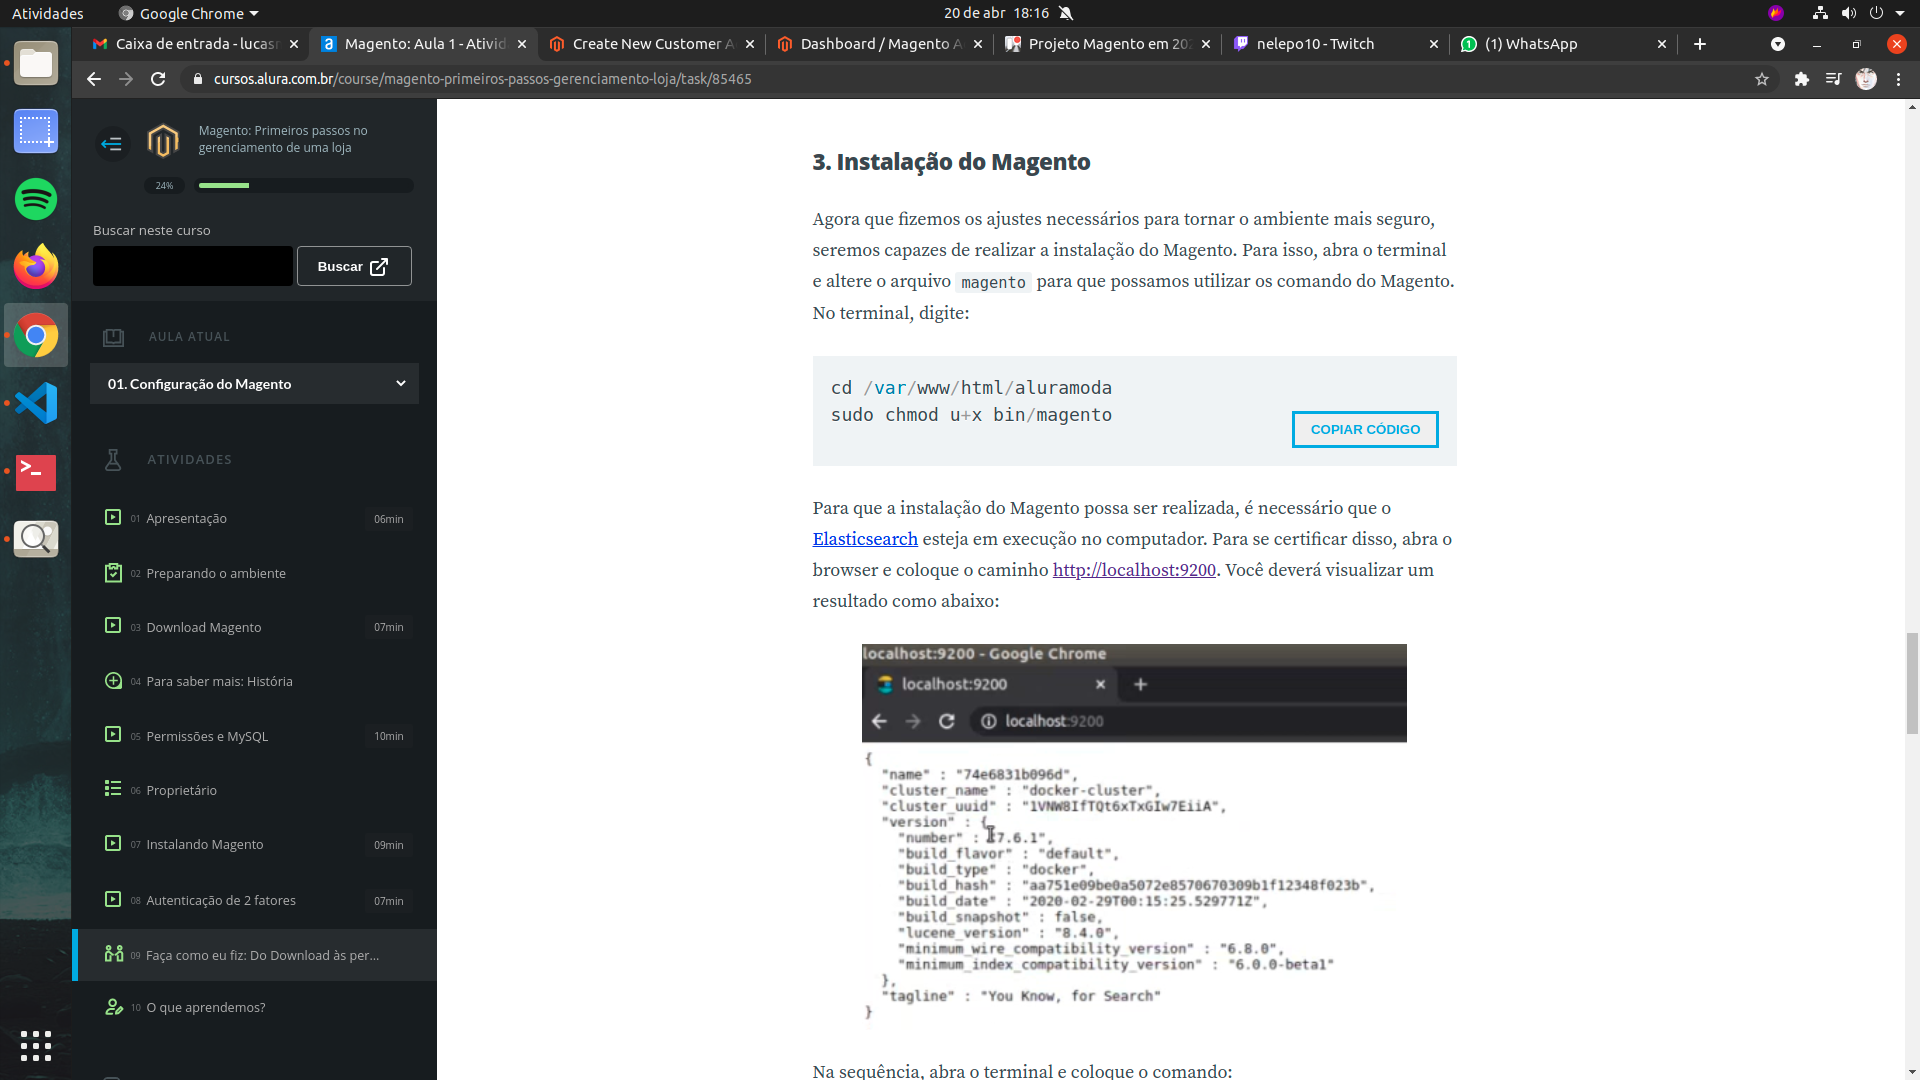 Atividades
Google Chrome
20 de abr 18:16
Caixa de entrada - lucasr
Magento: Aula 1 - Ativid
Create New Customer A
Dashboard / Magento A
Projeto Magento em 202
nelepo10 - Twitch
(1) WhatsApp
cursos.alura.com.br/course/magento-primeiros-passos-gerenciamento-loja/task/85465
Magento: Primeiros passos no
gerenciamento de uma loja
24%
Buscar neste curso
Buscar
AULA ATUAL
01. Configuração do Magento
ATIVIDADES
01 Apresentação 06min
02 Preparando o ambiente
03 Download Magento 07min
04 Para saber mais: História
05 Permissões e MySQL 10min
06 Proprietário
07 Instalando Magento 09min
08 Autenticação de 2 fatores 07min
09 Faça como eu fiz: Do Download às per...
10 O que aprendemos?
3. Instalação do Magento
Agora que fizemos os ajustes necessários para tornar o ambiente mais seguro,
seremos capazes de realizar a instalação do Magento. Para isso, abra o terminal
e altere o arquivo magento para que possamos utilizar os comando do Magento.
No terminal, digite:
cd /var/www/html/aluramoda
sudo chmod u+x bin/magento
COPIAR CÓDIGO
Para que a instalação do Magento possa ser realizada, é necessário que o
Elasticsearch esteja em execução no computador. Para se certificar disso, abra o
browser e coloque o caminho http://localhost:9200. Você deverá visualizar um
resultado como abaixo:
localhost:9200 - Google Chrome
localhost:9200
localhost:9200
{
"name" : "74e6831b096d",
"cluster_name" : "docker-cluster",
"cluster_uuid" : "1VNW8IfTQt6xTxGIw7EiiA",
"version" : {
"number" : "7.6.1",
"build_flavor" : "default",
"build_type" : "docker",
"build_hash" : "aa751e09be0a5072e8570670309b1f12348f023b",
"build_date" : "2020-02-29T00:15:25.529771Z",
"build_snapshot" : false,
"lucene_version" : "8.4.0",
"minimum_wire_compatibility_version" : "6.8.0",
"minimum_index_compatibility_version" : "6.0.0-beta1"
},
"tagline" : "You Know, for Search"
}
Na sequência, abra o terminal e coloque o comando: